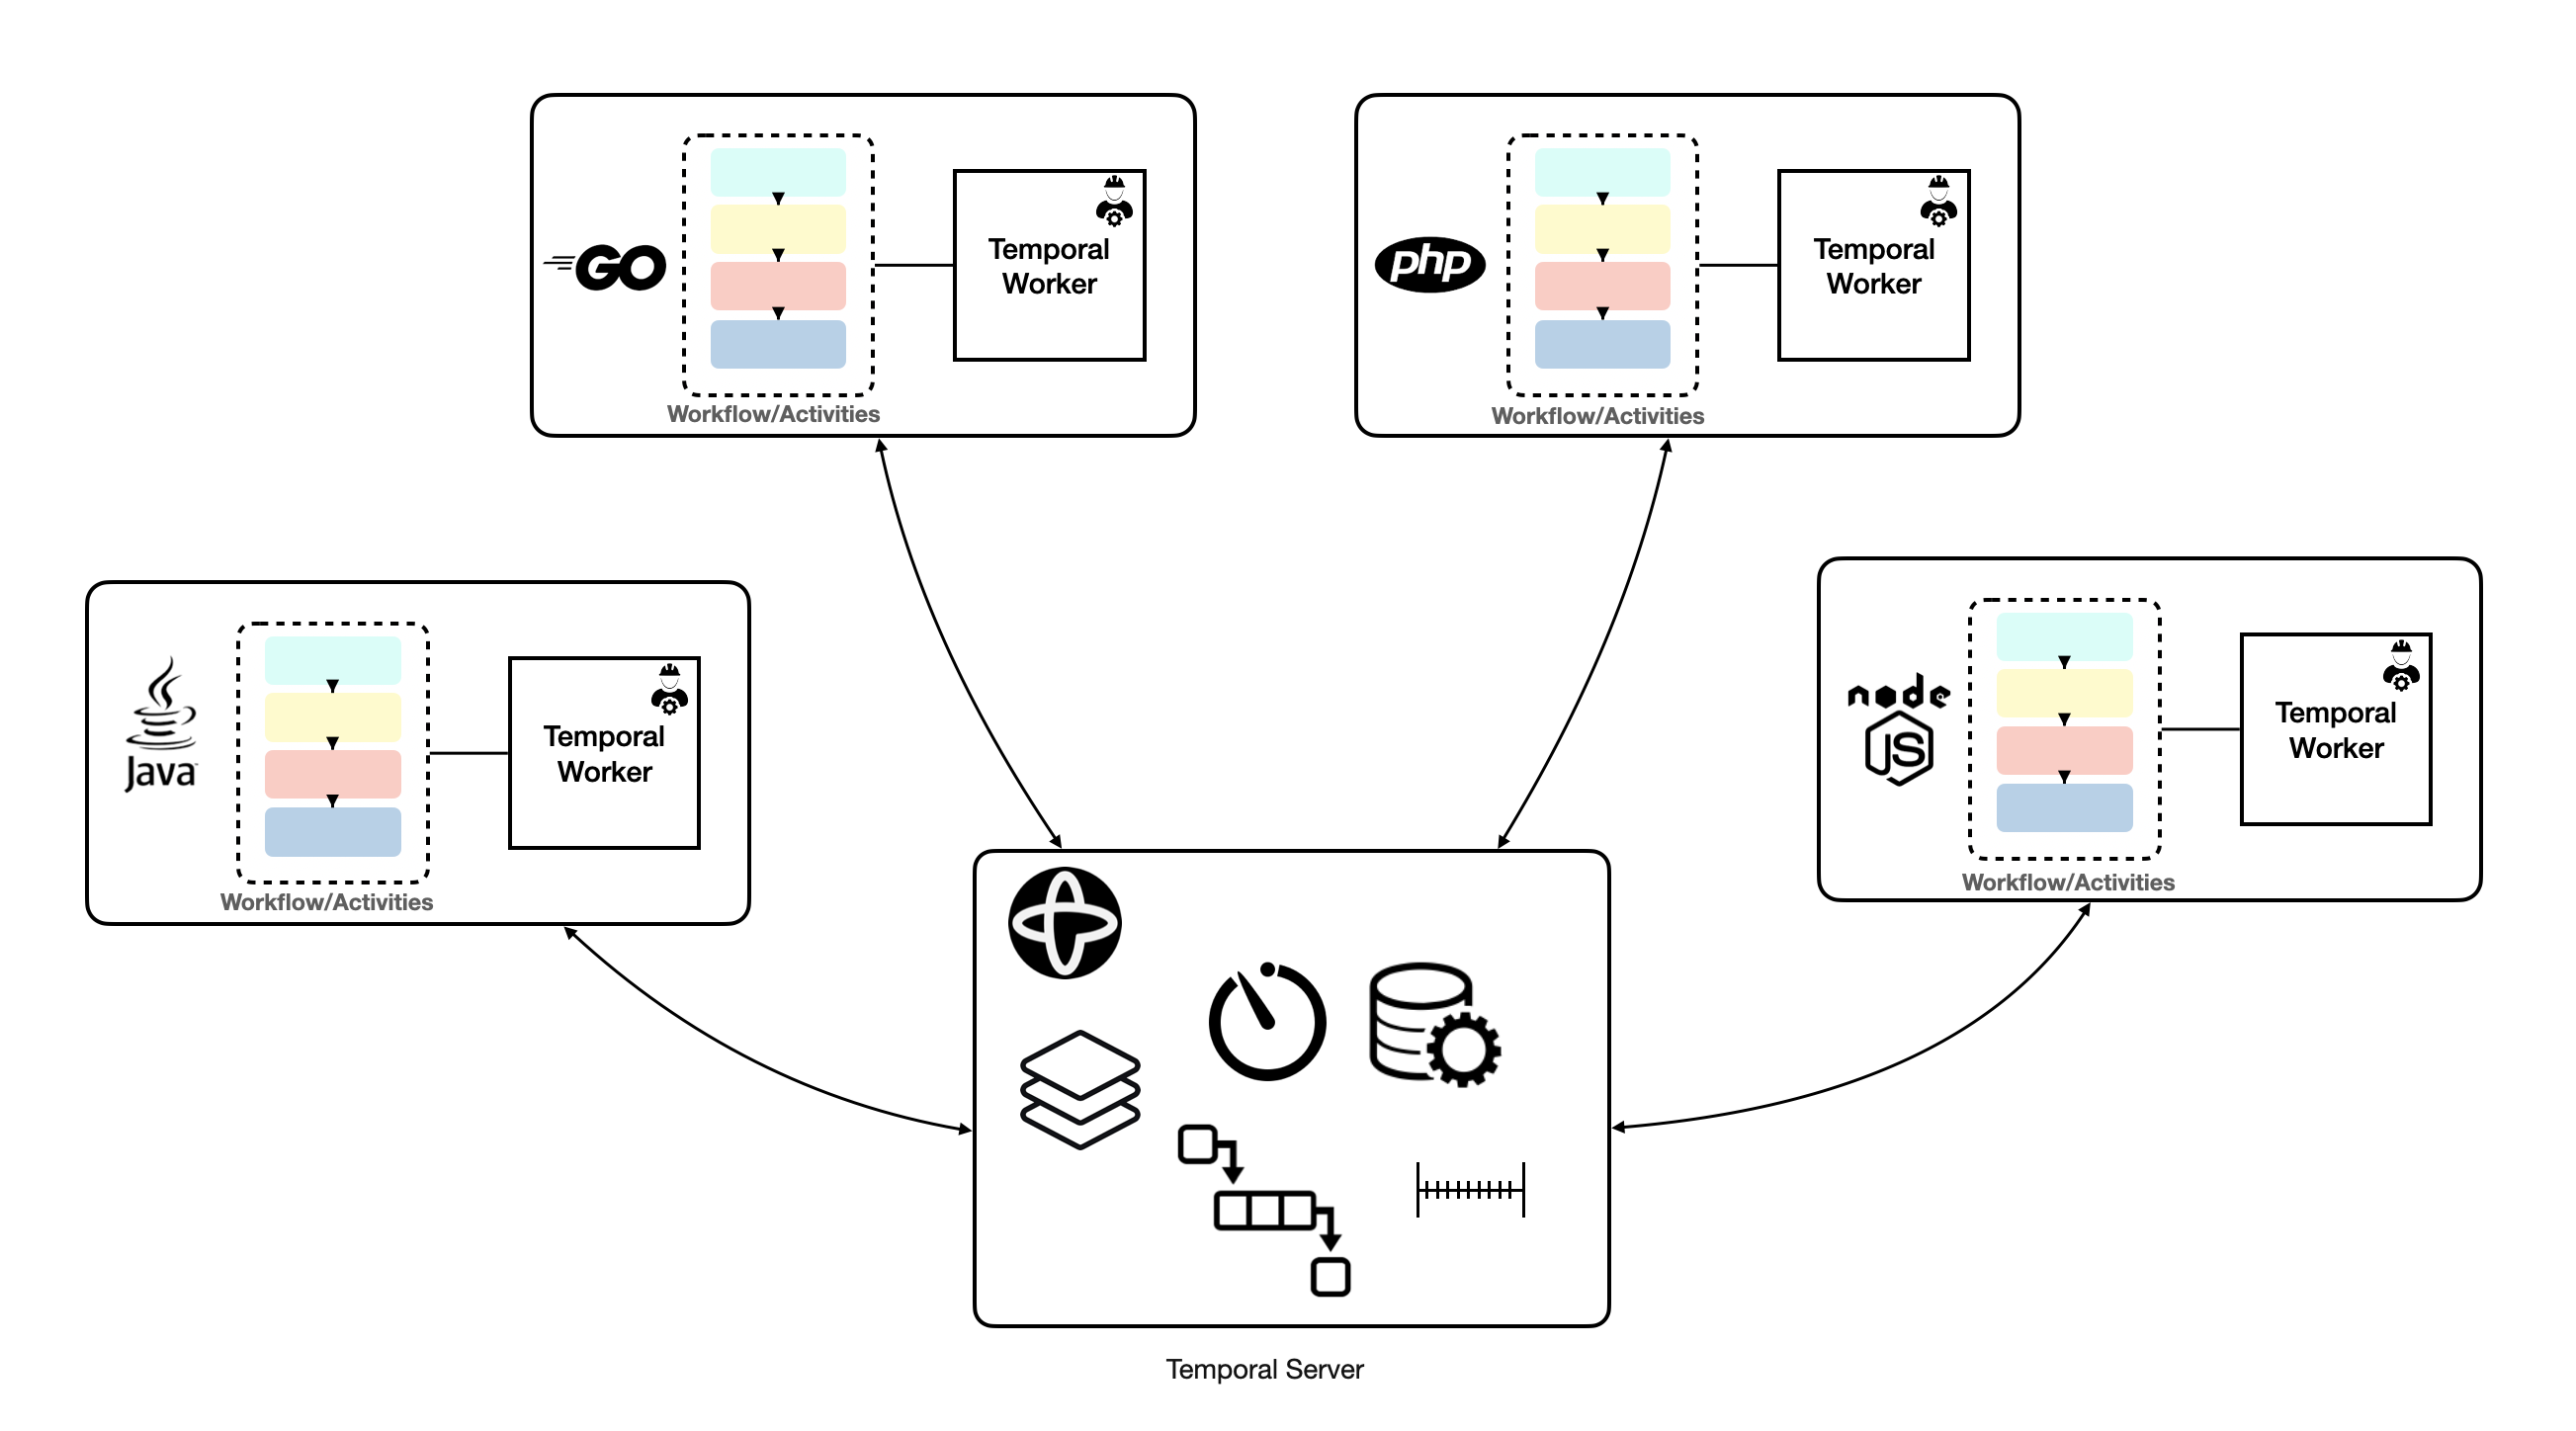 GO
Temporal
Worker
Workflow/Activities
php
Temporal
Worker
Workflow/Activities
Java
Temporal
Worker
Workflow/Activities
node
JS
Temporal
Worker
Workflow/Activities
Temporal Server